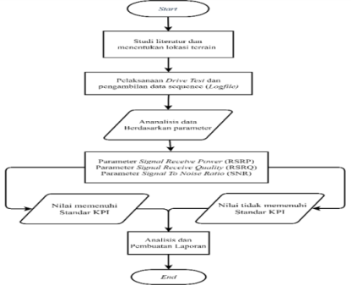 Start
Studi literatur dan
menentukan lokasi terrain
Pelaksanaan Drive Test dan
pengambilan data sequence (Logfile)
Ananalisis data
Berdasarkan parameter
Parameter Signal Receive Power (RSRP)
Parameter Signal Receive Quality (RSRQ)
Parameter Signal To Noise Ratio (SNR)
Nilai memenuhi
Standar KPI
Nilai tidak memenuhi
Standar KPI
Analisis dan
Pembuatan Laporan
End